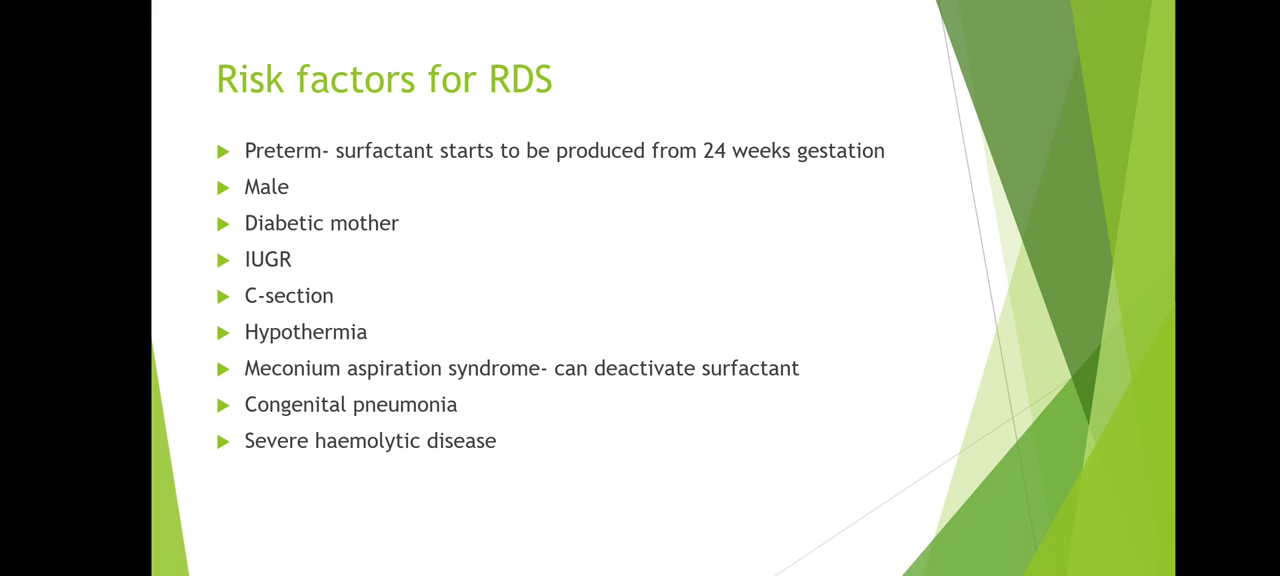 Risk factors for RDS
Preterm- surfactant starts to be produced from 24 weeks gestation
Male
Diabetic mother
IUGR
C-section
Hypothermia
Meconium aspiration syndrome- can deactivate surfactant
Congenital pneumonia
Severe haemolytic disease